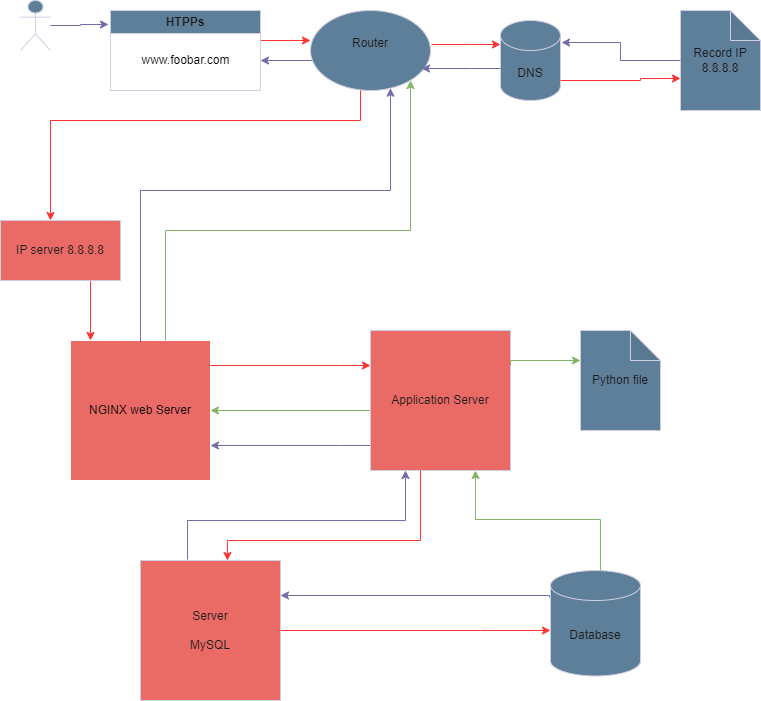 HTPPs
www.foobar.com
Router
DNS
Record IP
8.8.8.8
IP server 8.8.8.8
NGINX web Server
Application Server
Python file
Server
MySQL
Database